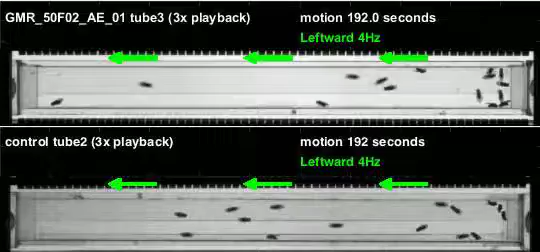 GMR_50F02_AE_01 tube3 (3x playback)
motion 192.0 seconds
Leftward 4Hz
control tube2 (3x playback)
motion 192 seconds
Leftward 4Hz